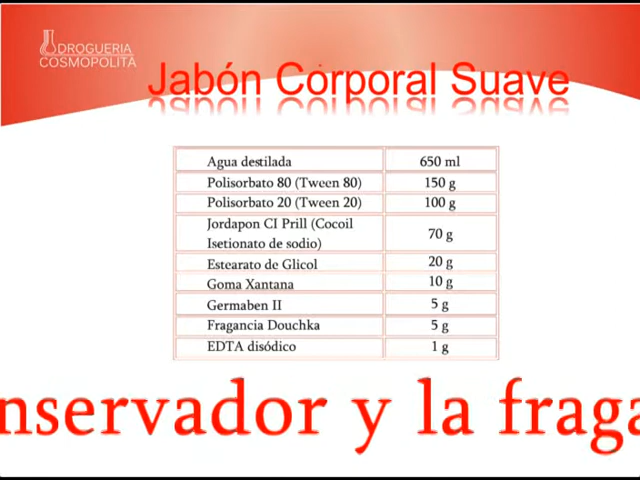 DROGUERIA
COSMOPOLITA
Jabón Corporal Suave
Agua destilada 650 ml
Polisorbato 80 (Tween 80) 150 g
Polisorbato 20 (Tween 20) 100 g
Jordapon CI Prill (Cocoil
Isetionato de sodio) 70 g
Estearato de Glicol 20 g
Goma Xantana 10 g
Germaben II 5 g
Fragancia Douchka 5 g
EDTA disódico 1 g
nservador y la fraga